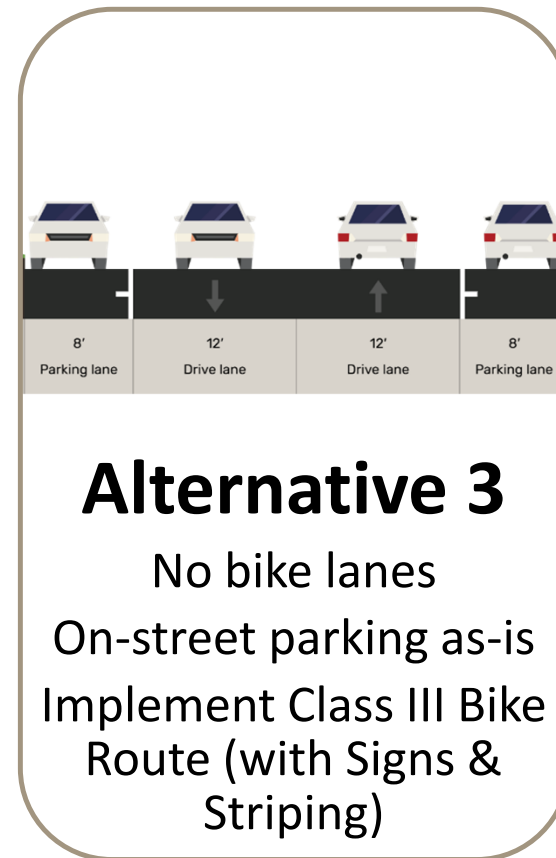 8′ 12′ 12′ 8′
Parking lane Drive lane Drive lane Parking lane
Alternative 3
No bike lanes
On-street parking as-is
Implement Class III Bike
Route (with Signs &
Striping)